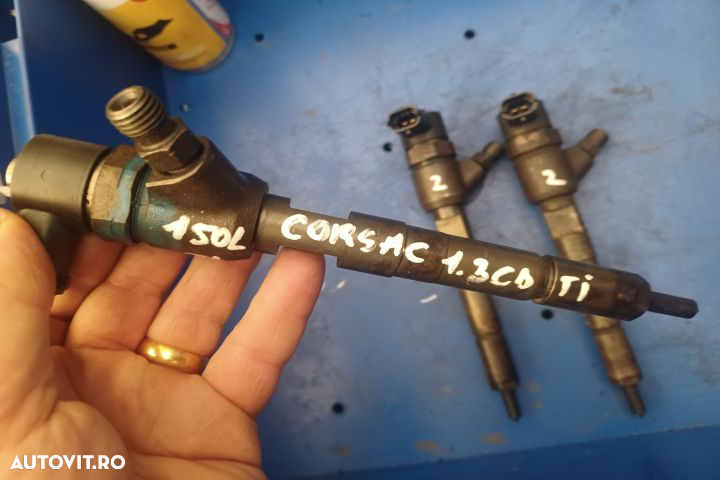 150L CORSAC 1.3CD Ti
2
2
AUTOVIT.RO